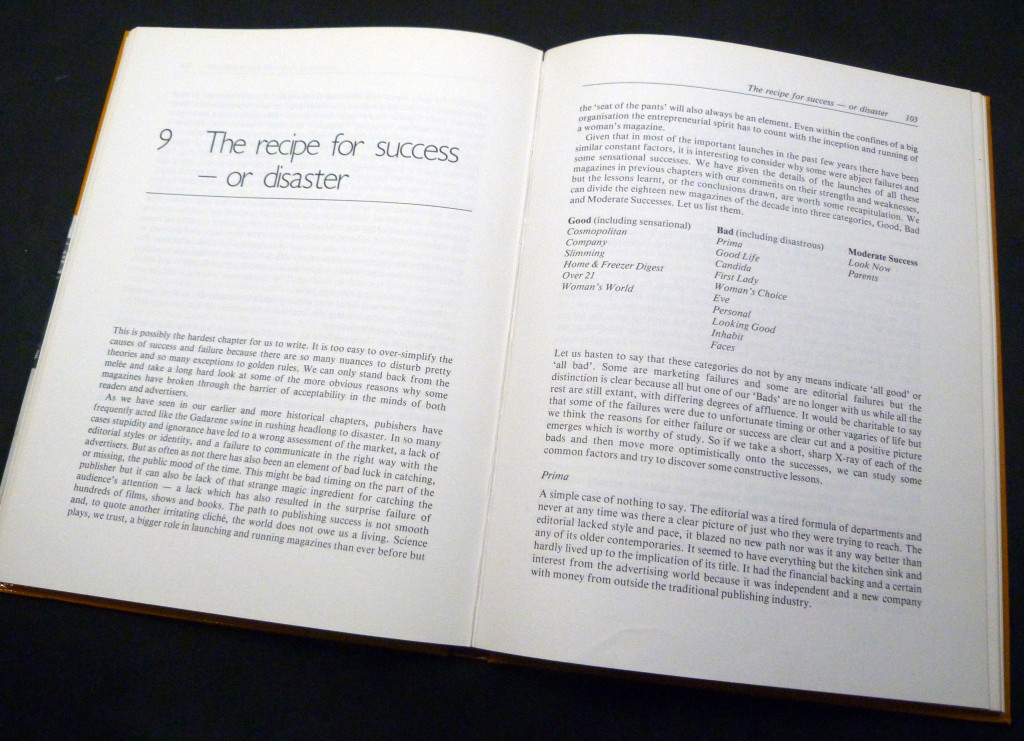 9 The recipe for success
– or disaster
This is possibly the hardest chapter for us to write. It is too easy to over-simplify the
causes of success and failure because there are so many nuances to disturb pretty
theories and so many exceptions to golden rules. We can only stand back from the
melée and take a long hard look at some of the more obvious reasons why some
magazines have broken through the barrier of acceptability in the minds of both
readers and advertisers.
As we have seen in our earlier and more historical chapters, pubishers have
frequently acted like the Gadarene swine in rushing headlong to disaster. In so many
cases stupidity and ignorance have led to a wrong assessment of the market, a lack of
editorial styles or identity, and a failure to communicate in the right way with the
advertisers. But as often as not there has also been an element of bad luck in catching,
or missing, the public mood of the time. This might be bad timing on the part of the
publisher but it can also be lack of that strange magic ingredient for catching the
audience's attention — a lack which has also resulted in the surprise failure of
hundreds of films, shows and books. The path to publishing success is not smooth
and, to quote another irritating cliché, the world does not owe us a living. Science
plays, we trust, a bigger role in launching and running magazines than ever before but
The recipe for success — or disaster 103
the 'seat of the pants' will also always be an element. Even within the confines of a big
organisation the entrepreneurial spirit has to count with the inception and running of
a woman's magazine.
Given that in most of the important launches in the past few years there have been
similar constant factors, it is interesting to consider why some were abject failures and
some sensational successes. We have given the details of the launches of all these
magazines in previous chapters with our comments on their strengths and weaknesses,
but the lessons learnt, or the conclusions drawn, are worth some recapitulation. We
can divide the eighteen new magazines of the decade into three categories, Good, Bad
and Moderate Successes. Let us list them.
Good (including sensational)
Cosmopolitan
Company
Slimming
Home & Freezer Digest
Over 21
Woman's World
Bad (including disastrous)
Prima
Good Life
Candida
First Lady
Woman's Choice
Eve
Personal
Looking Good
Inhabit
Faces
Moderate Success
Look Now
Parents
Let us hasten to say that these categories do not by any means indicate 'all good' or
'all bad'. Some are marketing failures and some are editorial failures but the
distinction is clear because all but one of our 'Bads' are no longer with us while all the
rest are still extant, with differing degrees of affluence. It would be charitable to say
that some of the failures were due to unfortunate timing or other vagaries of life but
we think the reasons for either failure or success are clear cut and a positive picture
emerges which is worthy of study. So if we take a short, sharp X-ray of each of the
bads and then move more optimistically onto the successes, we can study some
common factors and try to discover some constructive lessons.
Prima
A simple case of nothing to say. The editorial was a tired formula of departments and
never at any time was there a clear picture of just who they were trying to reach. The
editorial lacked style and pace, it blazed no new path nor was it any way better than
any of its older contemporaries. It seemed to have everything but the kitchen sink and
hardly lived up to the implication of its title. It had the financial backing and a certain
interest from the advertising world because it was independent and a new company
with money from outside the traditional publishing industry.